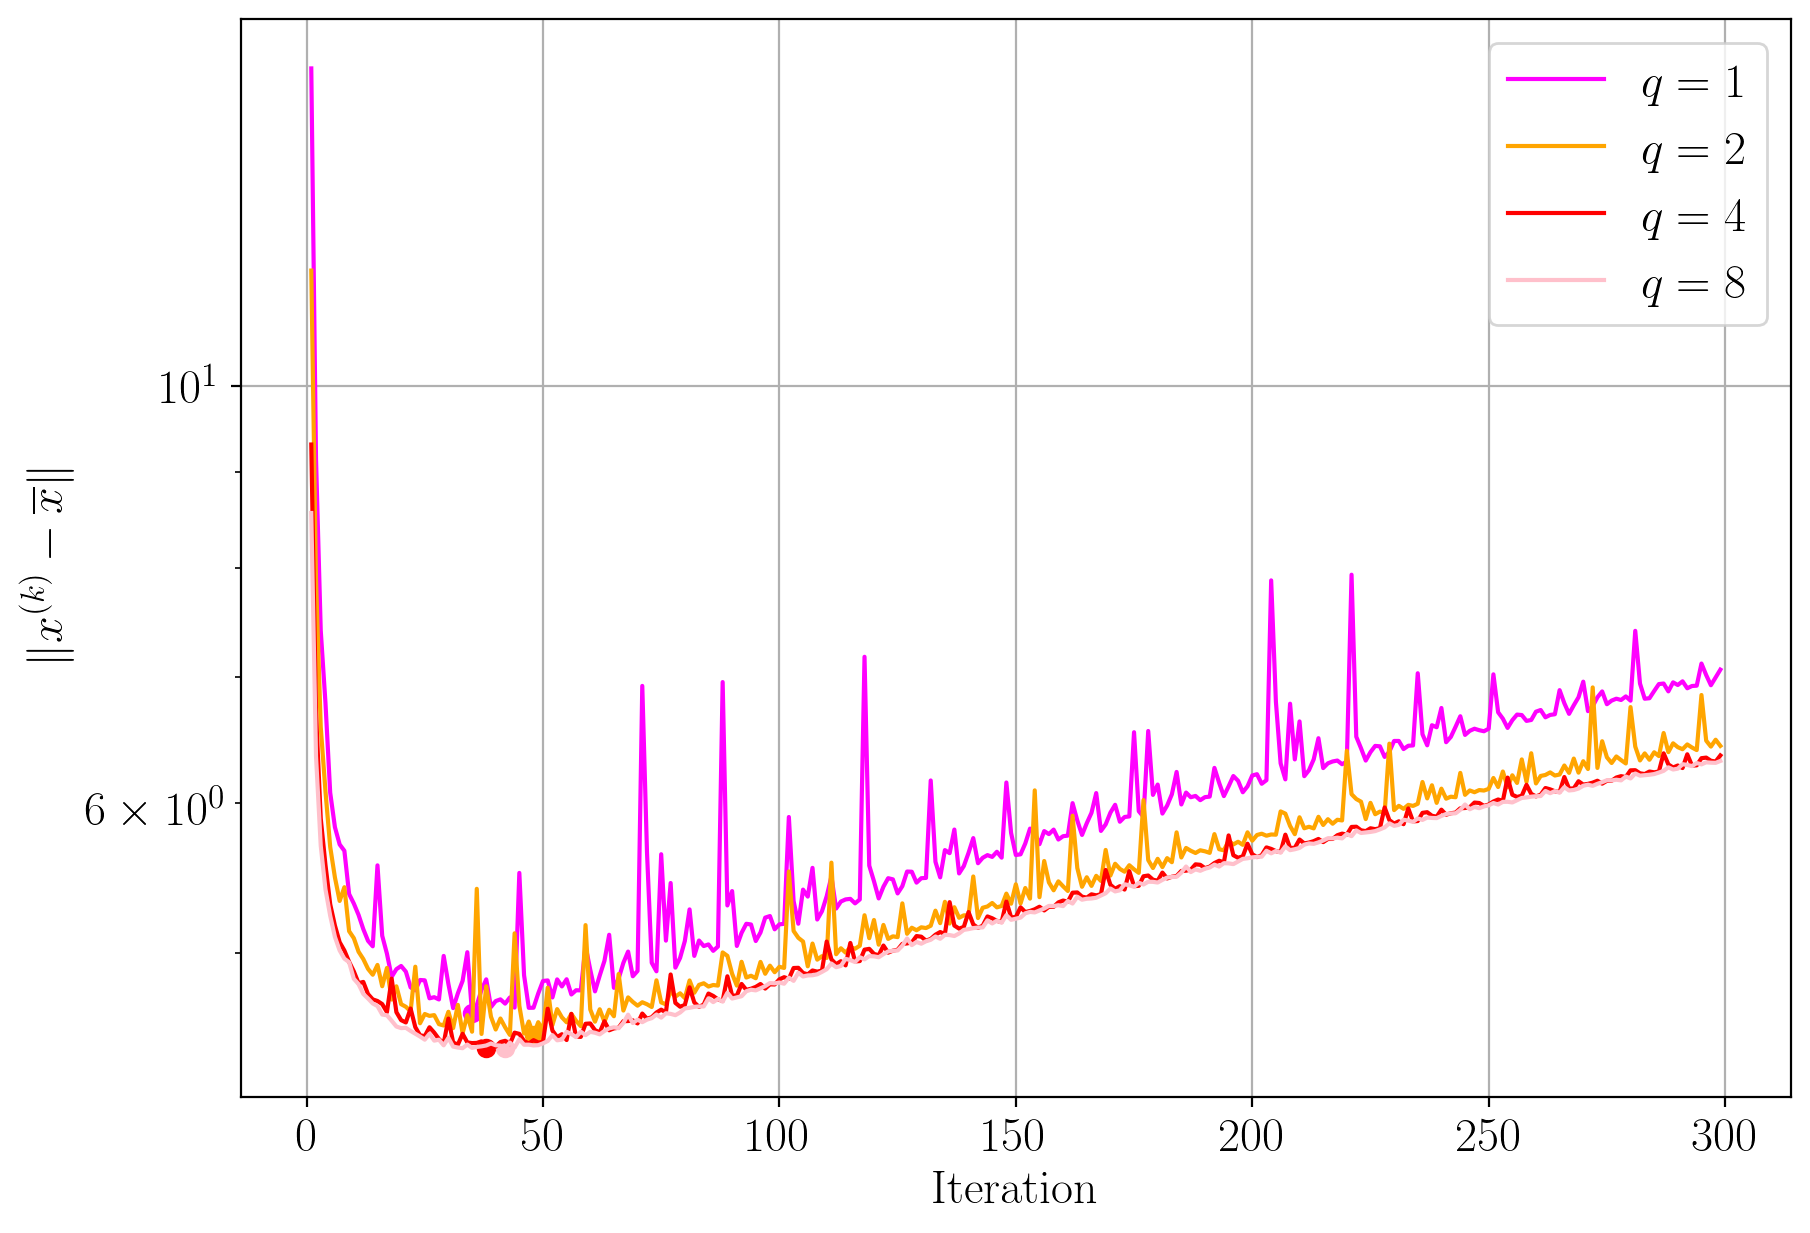 ‖x^(k) − x̅‖
10^1
6 × 10^0
0 50 100 150 200 250 300
Iteration
q = 1
q = 2
q = 4
q = 8